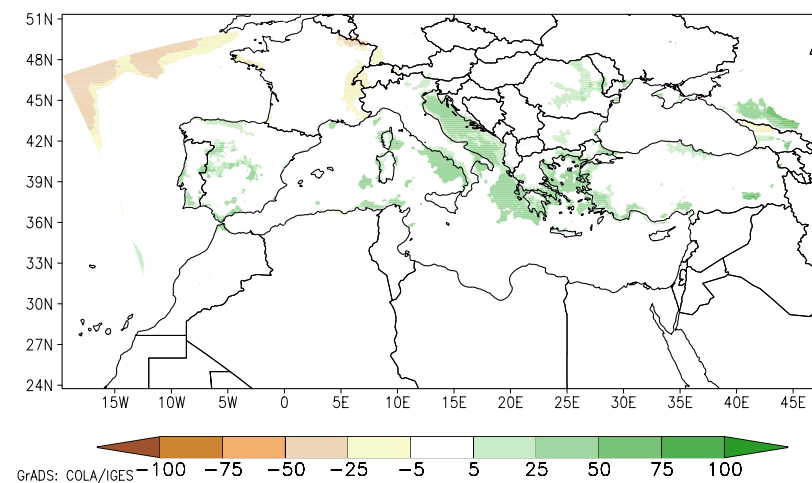 51N
48N
45N
42N
39N
36N
33N
30N
27N
24N
15W 10W 5W 0 5E 10E 15E 20E 25E 30E 35E 40E 45E
-100 -75 -50 -25 -5 5 25 50 75 100
GrADS: COLA/IGES